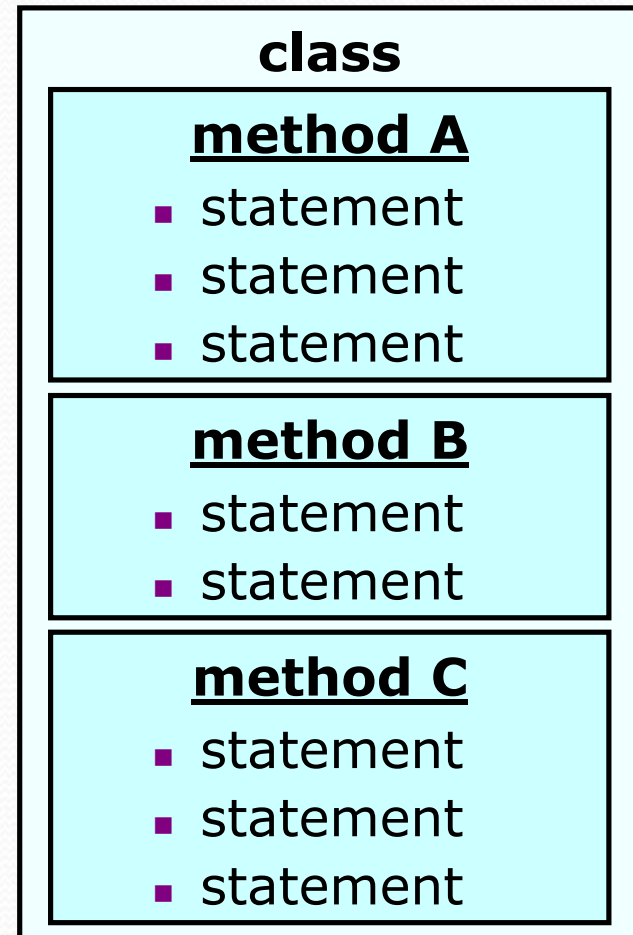 class
method A
▪ statement
▪ statement
▪ statement
method B
▪ statement
▪ statement
method C
▪ statement
▪ statement
▪ statement